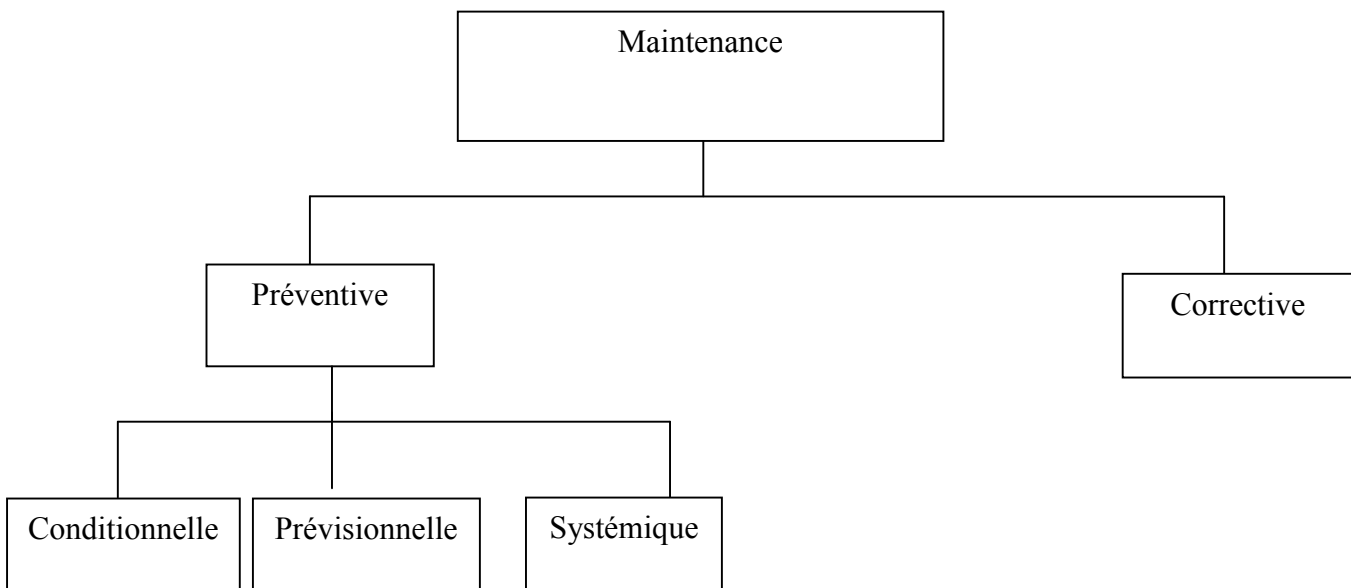 Maintenance
Préventive
Corrective
Conditionnelle
Prévisionnelle
Systémique